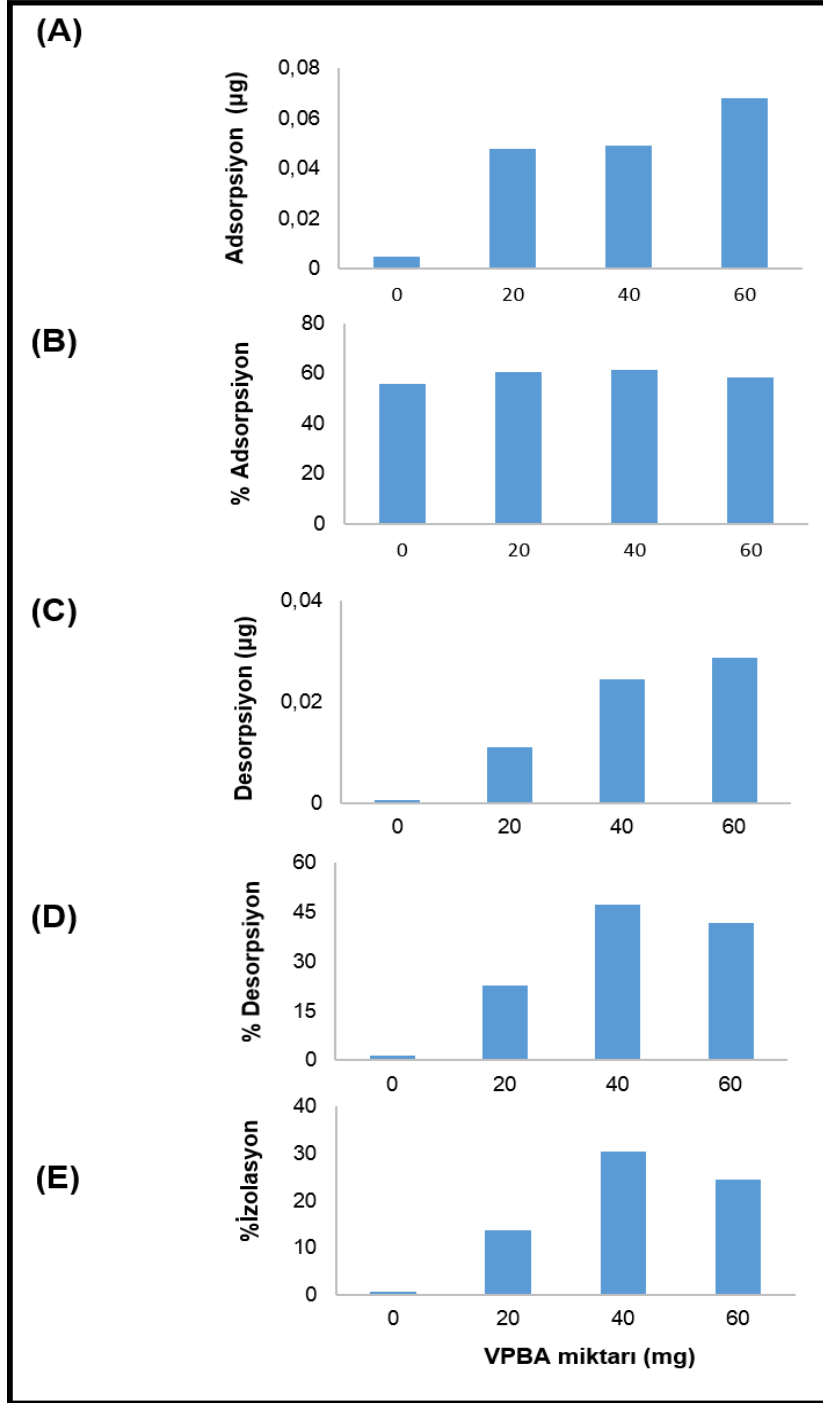 (A)
Adsorpsiyon (µg)
0,08
0,06
0,04
0,02
0
0 20 40 60
(B)
% Adsorpsiyon
80
60
40
20
0
0 20 40 60
(C)
Desorpsiyon (µg)
0,04
0,02
0
0 20 40 60
(D)
% Desorpsiyon
60
45
30
15
0
0 20 40 60
(E)
%izolasyon
40
30
20
10
0
0 20 40 60
VPBA miktarı (mg)